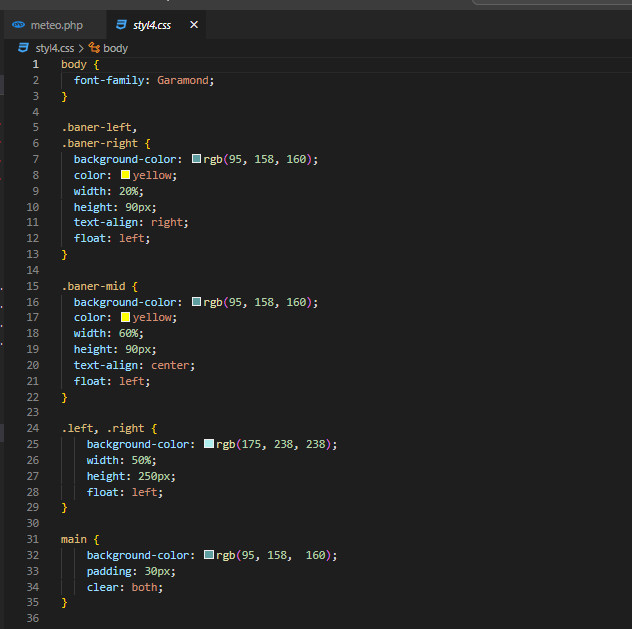 meteo.php styl4.css ×
styl4.css > body
1 body {
2 font-family: Garamond;
3 }
4
5 .baner-left,
6 .baner-right {
7 background-color: rgb(95, 158, 160);
8 color: yellow;
9 width: 20%;
10 height: 90px;
11 text-align: right;
12 float: left;
13 }
14
15 .baner-mid {
16 background-color: rgb(95, 158, 160);
17 color: yellow;
18 width: 60%;
19 height: 90px;
20 text-align: center;
21 float: left;
22 }
23
24 .left, .right {
25 background-color: rgb(175, 238, 238);
26 width: 50%;
27 height: 250px;
28 float: left;
29 }
30
31 main {
32 background-color: rgb(95, 158,  160);
33 padding: 30px;
34 clear: both;
35 }
36